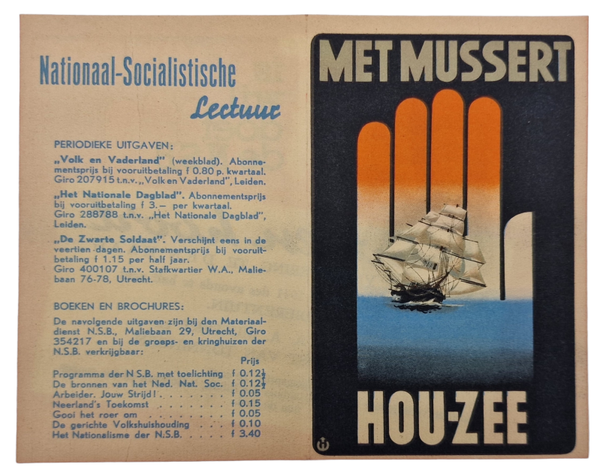 Nationaal-Socialistische
Lectuur
PERIODIEKE UITGAVEN:
„Volk en Vaderland" (weekblad). Abonne-
mentsprijs bij vooruitbetaling f 0.80 p. kwartaal.
Giro 207915 t.n.v. „Volk en Vaderland", Leiden.
„Het Nationale Dagblad". Abonnementsprijs
bij vooruitbetaling f 3.— per kwartaal.
Giro 288788 t.n.v. „Het Nationale Dagblad",
Leiden.
„De Zwarte Soldaat". Verschijnt eens in de
veertien dagen. Abonnementsprijs bij vooruit-
betaling f 1.15 per half jaar.
Giro 400107 t.n.v. Stafkwartier W.A., Malie-
baan 76-78, Utrecht.
BOEKEN EN BROCHURES:
De navolgende uitgaven zijn bij den Materiaal-
dienst N.S.B., Maliebaan 29, Utrecht, Giro
354217 en bij de groeps- en kringhuizen der
N.S.B. verkrijgbaar:
Prijs
Programma der N S B. met toelichting f 0.12½
De bronnen van het Ned. Nat. Soc. f 0.12½
Arbeider. Jouw Strijd! . . . . . f 0.05
Neerland's Toekomst . . . . . . f 0.15
Gooi het roer om . . . . . . . f 0.05
De gerichte Volkshuishouding . . . f 0.10
Het Nationalisme der N.S.B. . . . . f 3.40
MET MUSSERT
HOU-ZEE